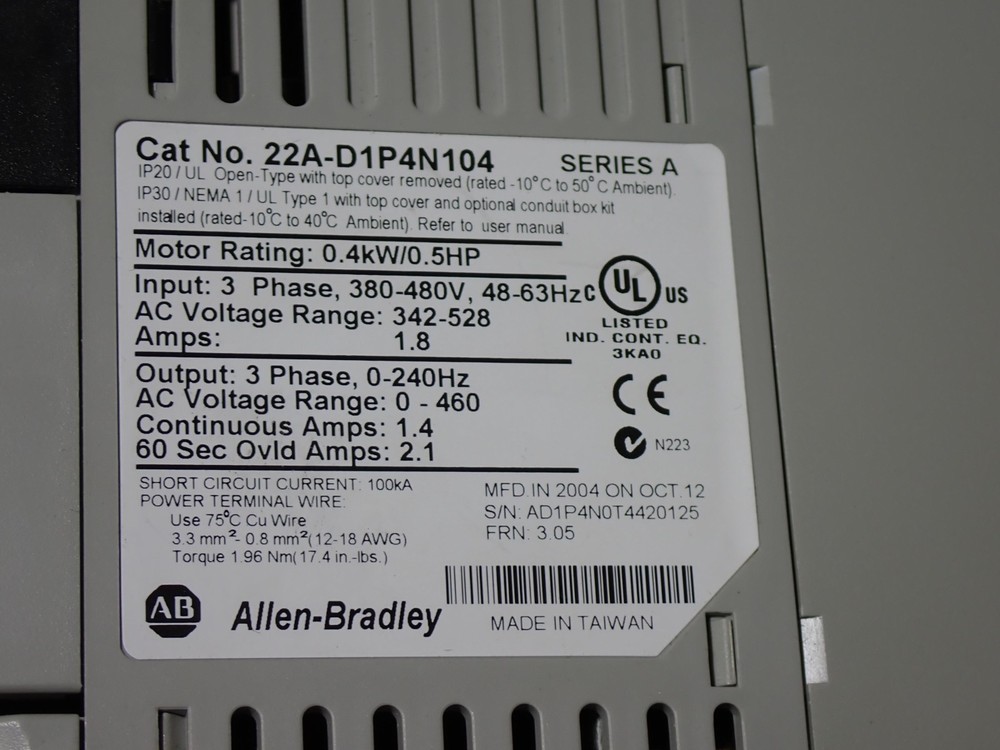 Cat No. 22A-D1P4N104 SERIES A
IP20 / UL Open-Type with top cover removed (rated -10°C to 50°C Ambient).
IP30 / NEMA 1 / UL Type 1 with top cover and optional conduit box kit
installed (rated-10°C to 40°C Ambient). Refer to user manual
Motor Rating: 0.4kW/0.5HP
Input: 3 Phase, 380-480V, 48-63Hz
AC Voltage Range: 342-528
Amps: 1.8
C UL US
LISTED
IND. CONT. EQ.
3KA0
Output: 3 Phase, 0-240Hz
AC Voltage Range: 0 - 460
Continuous Amps: 1.4
60 Sec Ovld Amps: 2.1
CE
N223
SHORT CIRCUIT CURRENT: 100kA
POWER TERMINAL WIRE:
Use 75°C Cu Wire
3.3 mm²- 0.8 mm²(12-18 AWG)
Torque 1.96 Nm(17.4 in.-lbs.)
MFD.IN 2004 ON OCT.12
S/N: AD1P4N0T4420125
FRN: 3.05
AB Allen-Bradley
MADE IN TAIWAN